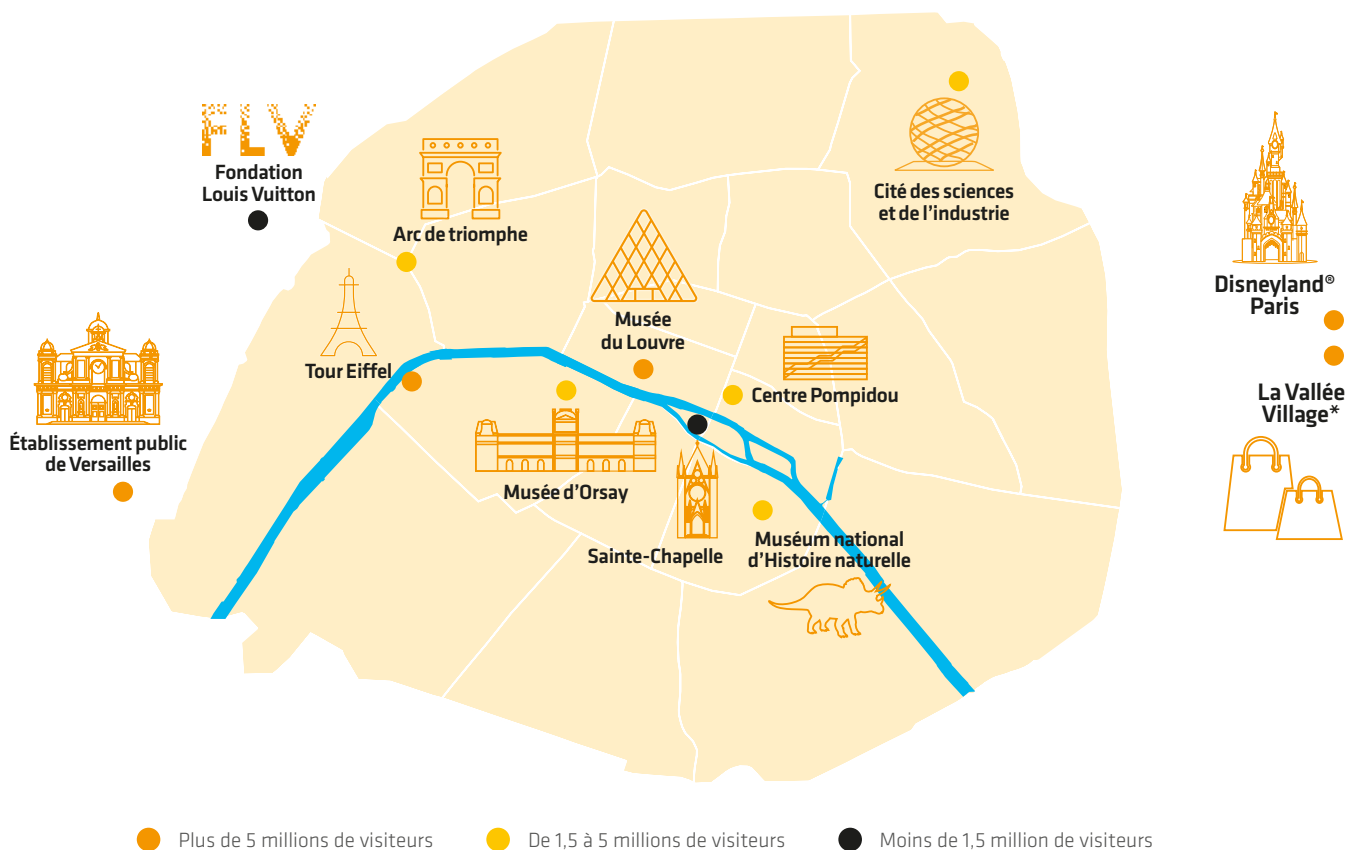 FLV
Fondation
Louis Vuitton
Arc de triomphe
Cité des sciences
et de l’industrie
Disneyland®
Paris
Musée
du Louvre
Tour Eiffel
Centre Pompidou
La Vallée
Village*
Établissement public
de Versailles
Musée d’Orsay
Sainte-Chapelle
Muséum national
d’Histoire naturelle
Plus de 5 millions de visiteurs
De 1,5 à 5 millions de visiteurs
Moins de 1,5 million de visiteurs